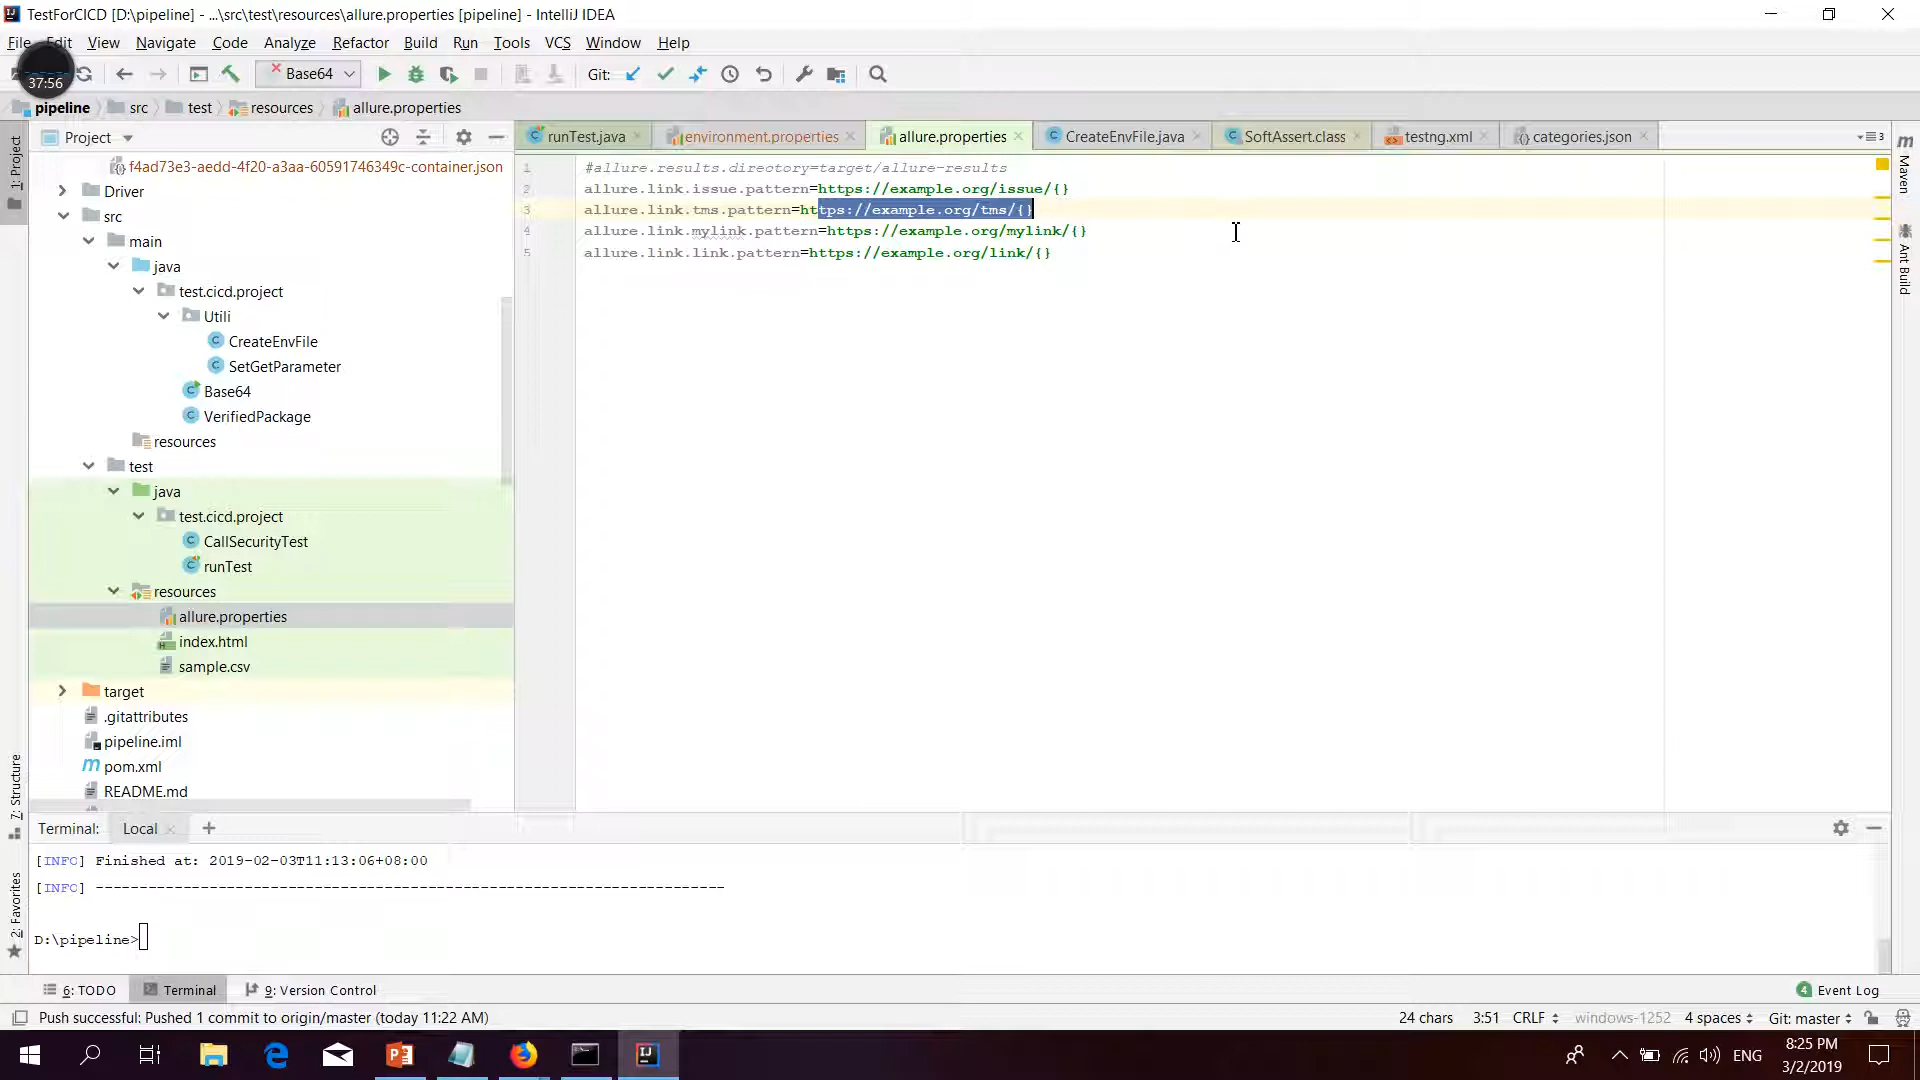 TestForCICD [D:\pipeline] - ...\src\test\resources\allure.properties [pipeline] - IntelliJ IDEA
File Edit View Navigate Code Analyze Refactor Build Run Tools VCS Window Help
37:56
Base64
Git:
pipeline src test resources allure.properties
1: Project
Project
runTest.java environment.properties allure.properties CreateEnvFile.java SoftAssert.class testng.xml categories.json
3
Maven
Ant Build
f4ad73e3-aedd-4f20-a3aa-60591746349c-container.json
Driver
src
main
java
test.cicd.project
Utili
CreateEnvFile
SetGetParameter
Base64
VerifiedPackage
resources
test
java
test.cicd.project
CallSecurityTest
runTest
resources
allure.properties
index.html
sample.csv
target
.gitattributes
pipeline.iml
pom.xml
README.md
1 #allure.results.directory=target/allure-results
2 allure.link.issue.pattern=https://example.org/issue/{}
3 allure.link.tms.pattern=https://example.org/tms/{}
4 allure.link.mylink.pattern=https://example.org/mylink/{}
5 allure.link.link.pattern=https://example.org/link/{}
7: Structure
2: Favorites
Terminal: Local
[INFO] Finished at: 2019-02-03T11:13:06+08:00
[INFO] ------------------------------------------------------------------------
D:\pipeline>
6: TODO Terminal 9: Version Control
4 Event Log
Push successful: Pushed 1 commit to origin/master (today 11:22 AM)
24 chars 3:51 CRLF windows-1252 4 spaces Git: master
ENG
8:25 PM
3/2/2019